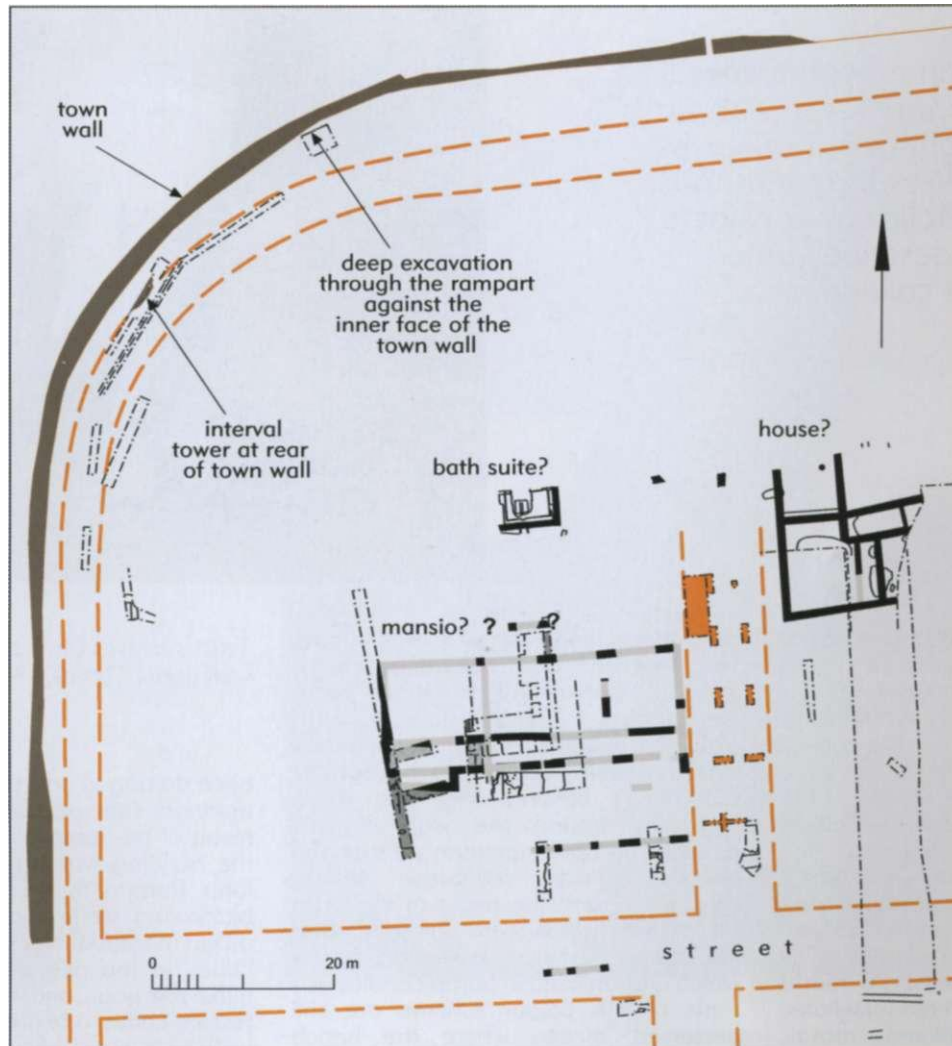 town
wall
deep excavation
through the rampart
against the
inner face of the
town wall
interval
tower at rear
of town wall
house?
bath suite?
mansio? ? ?
street
0 20 m